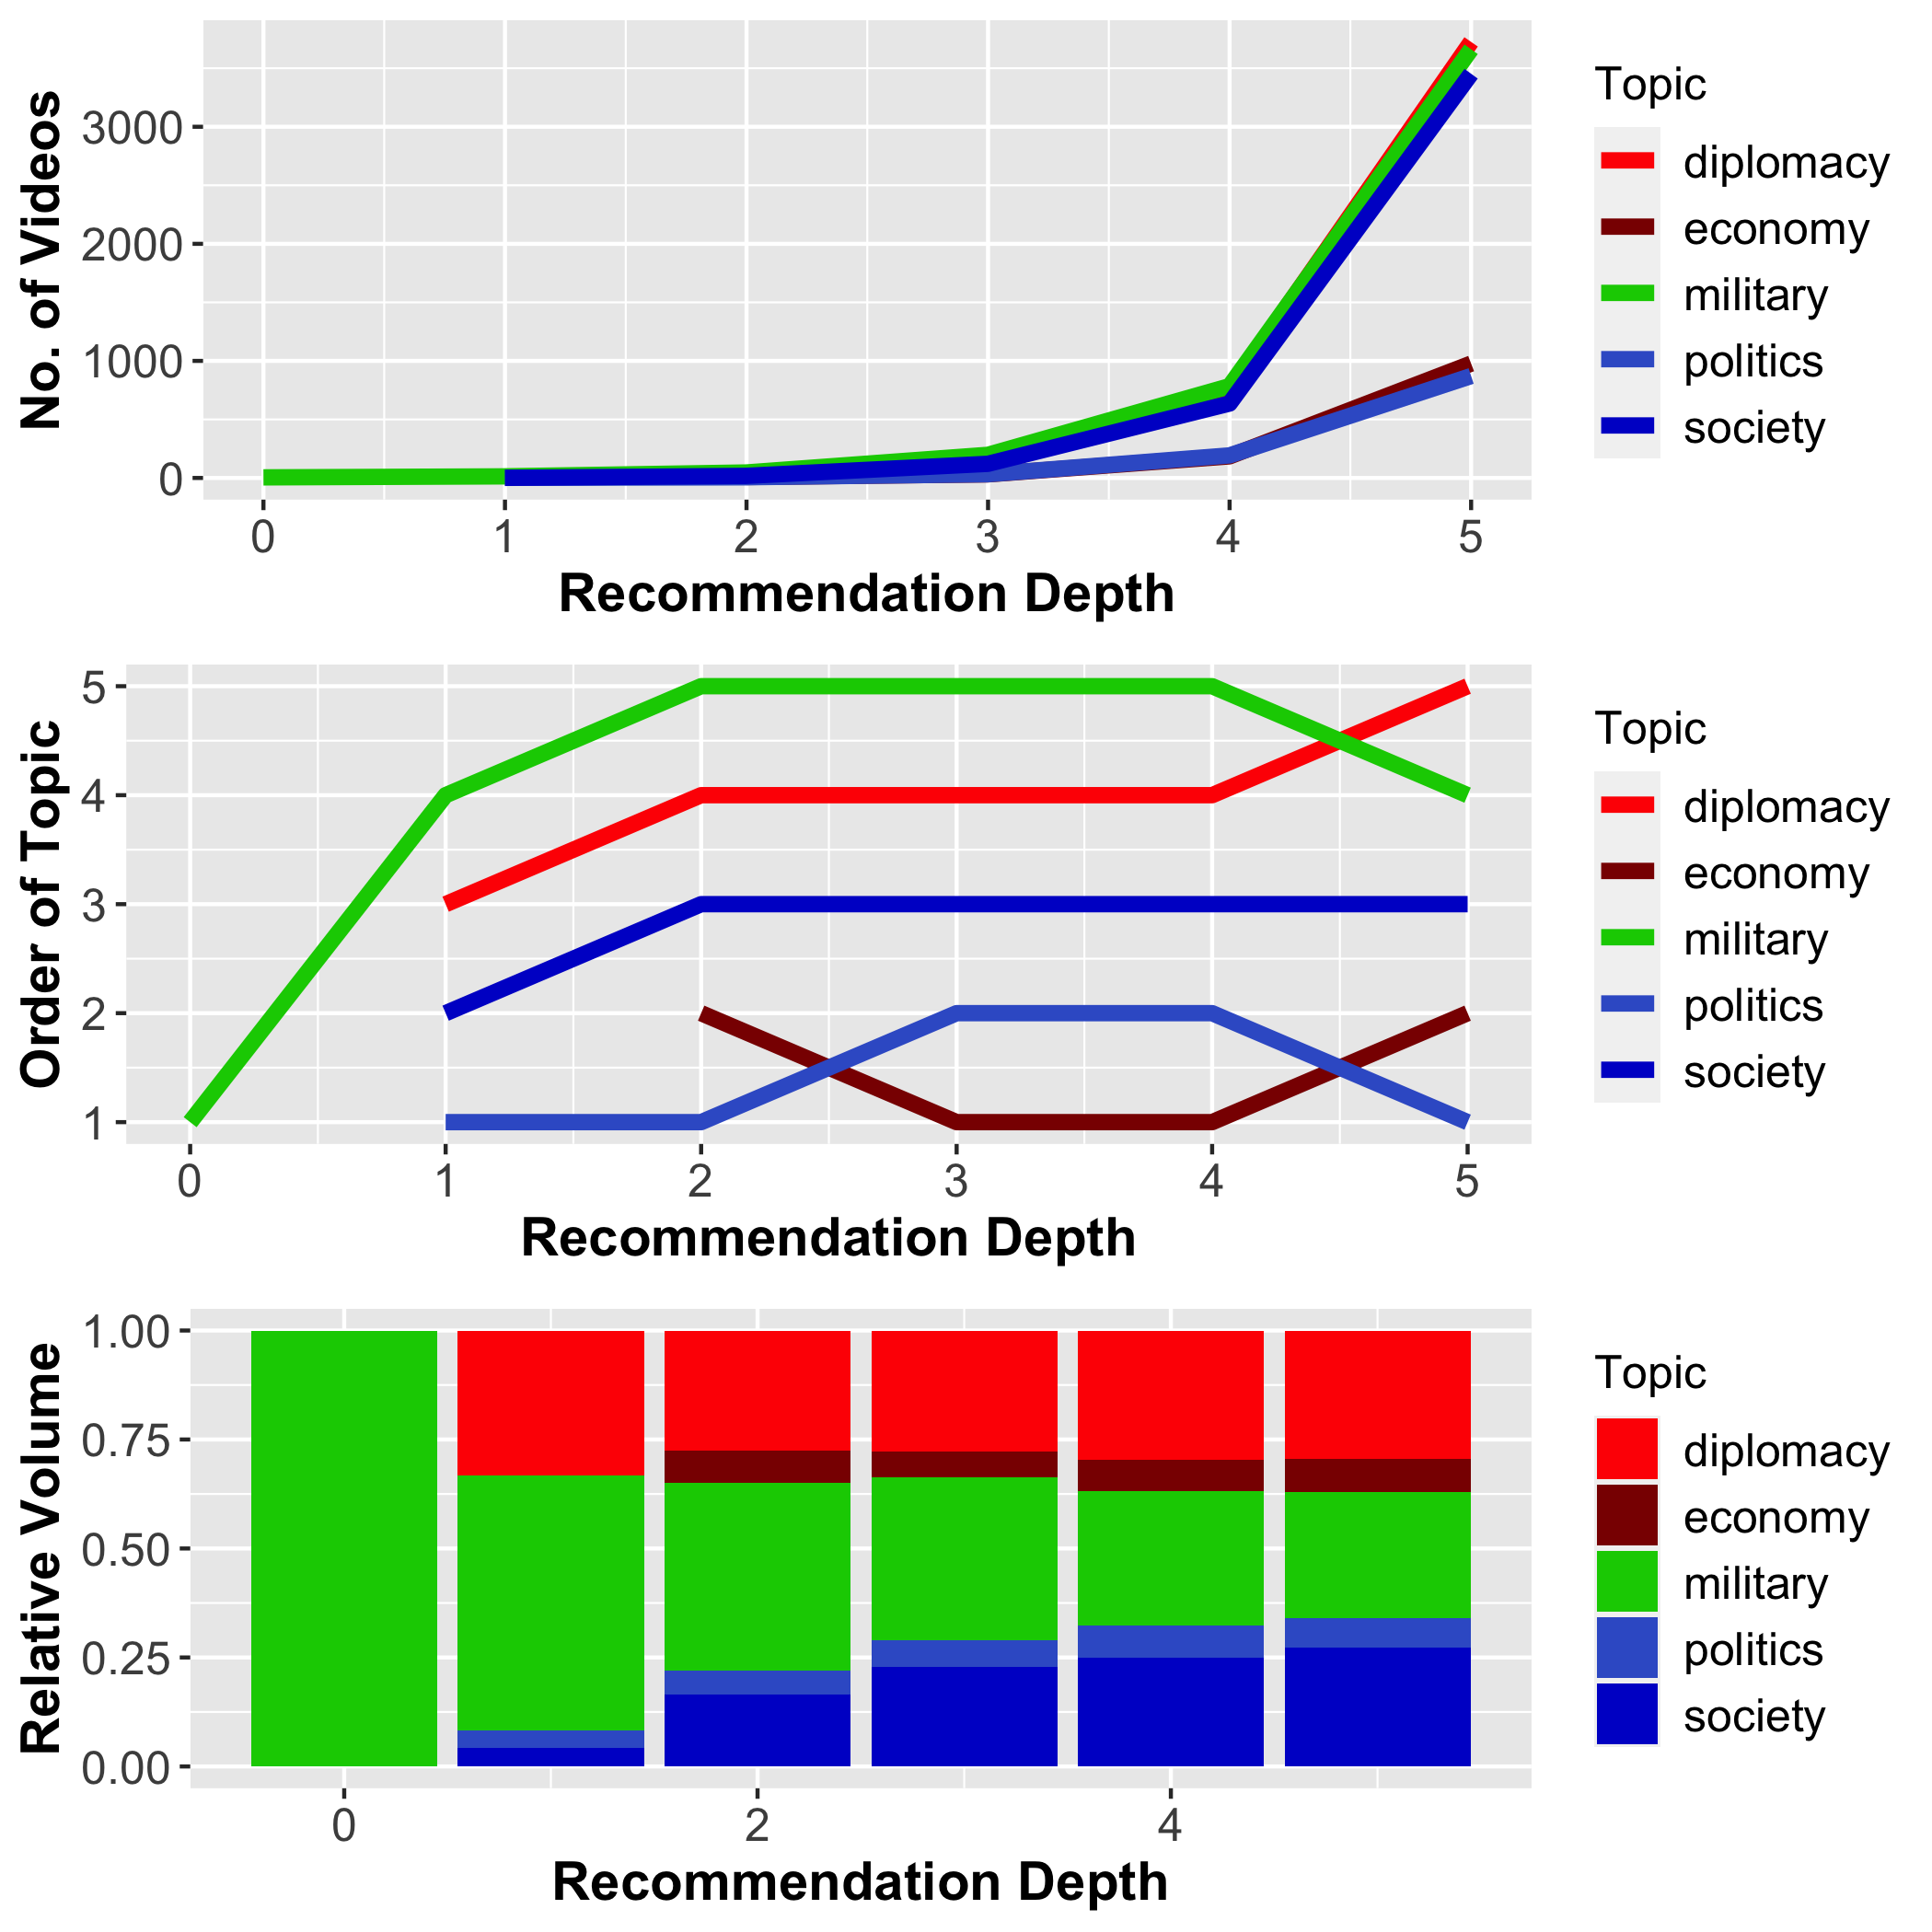 No. of Videos
3000
2000
1000
0
0 1 2 3 4 5
Recommendation Depth
Topic
diplomacy
economy
military
politics
society
Order of Topic
5
4
3
2
1
0 1 2 3 4 5
Recommendation Depth
Topic
diplomacy
economy
military
politics
society
Relative Volume
1.00
0.75
0.50
0.25
0.00
0 2 4
Recommendation Depth
Topic
diplomacy
economy
military
politics
society